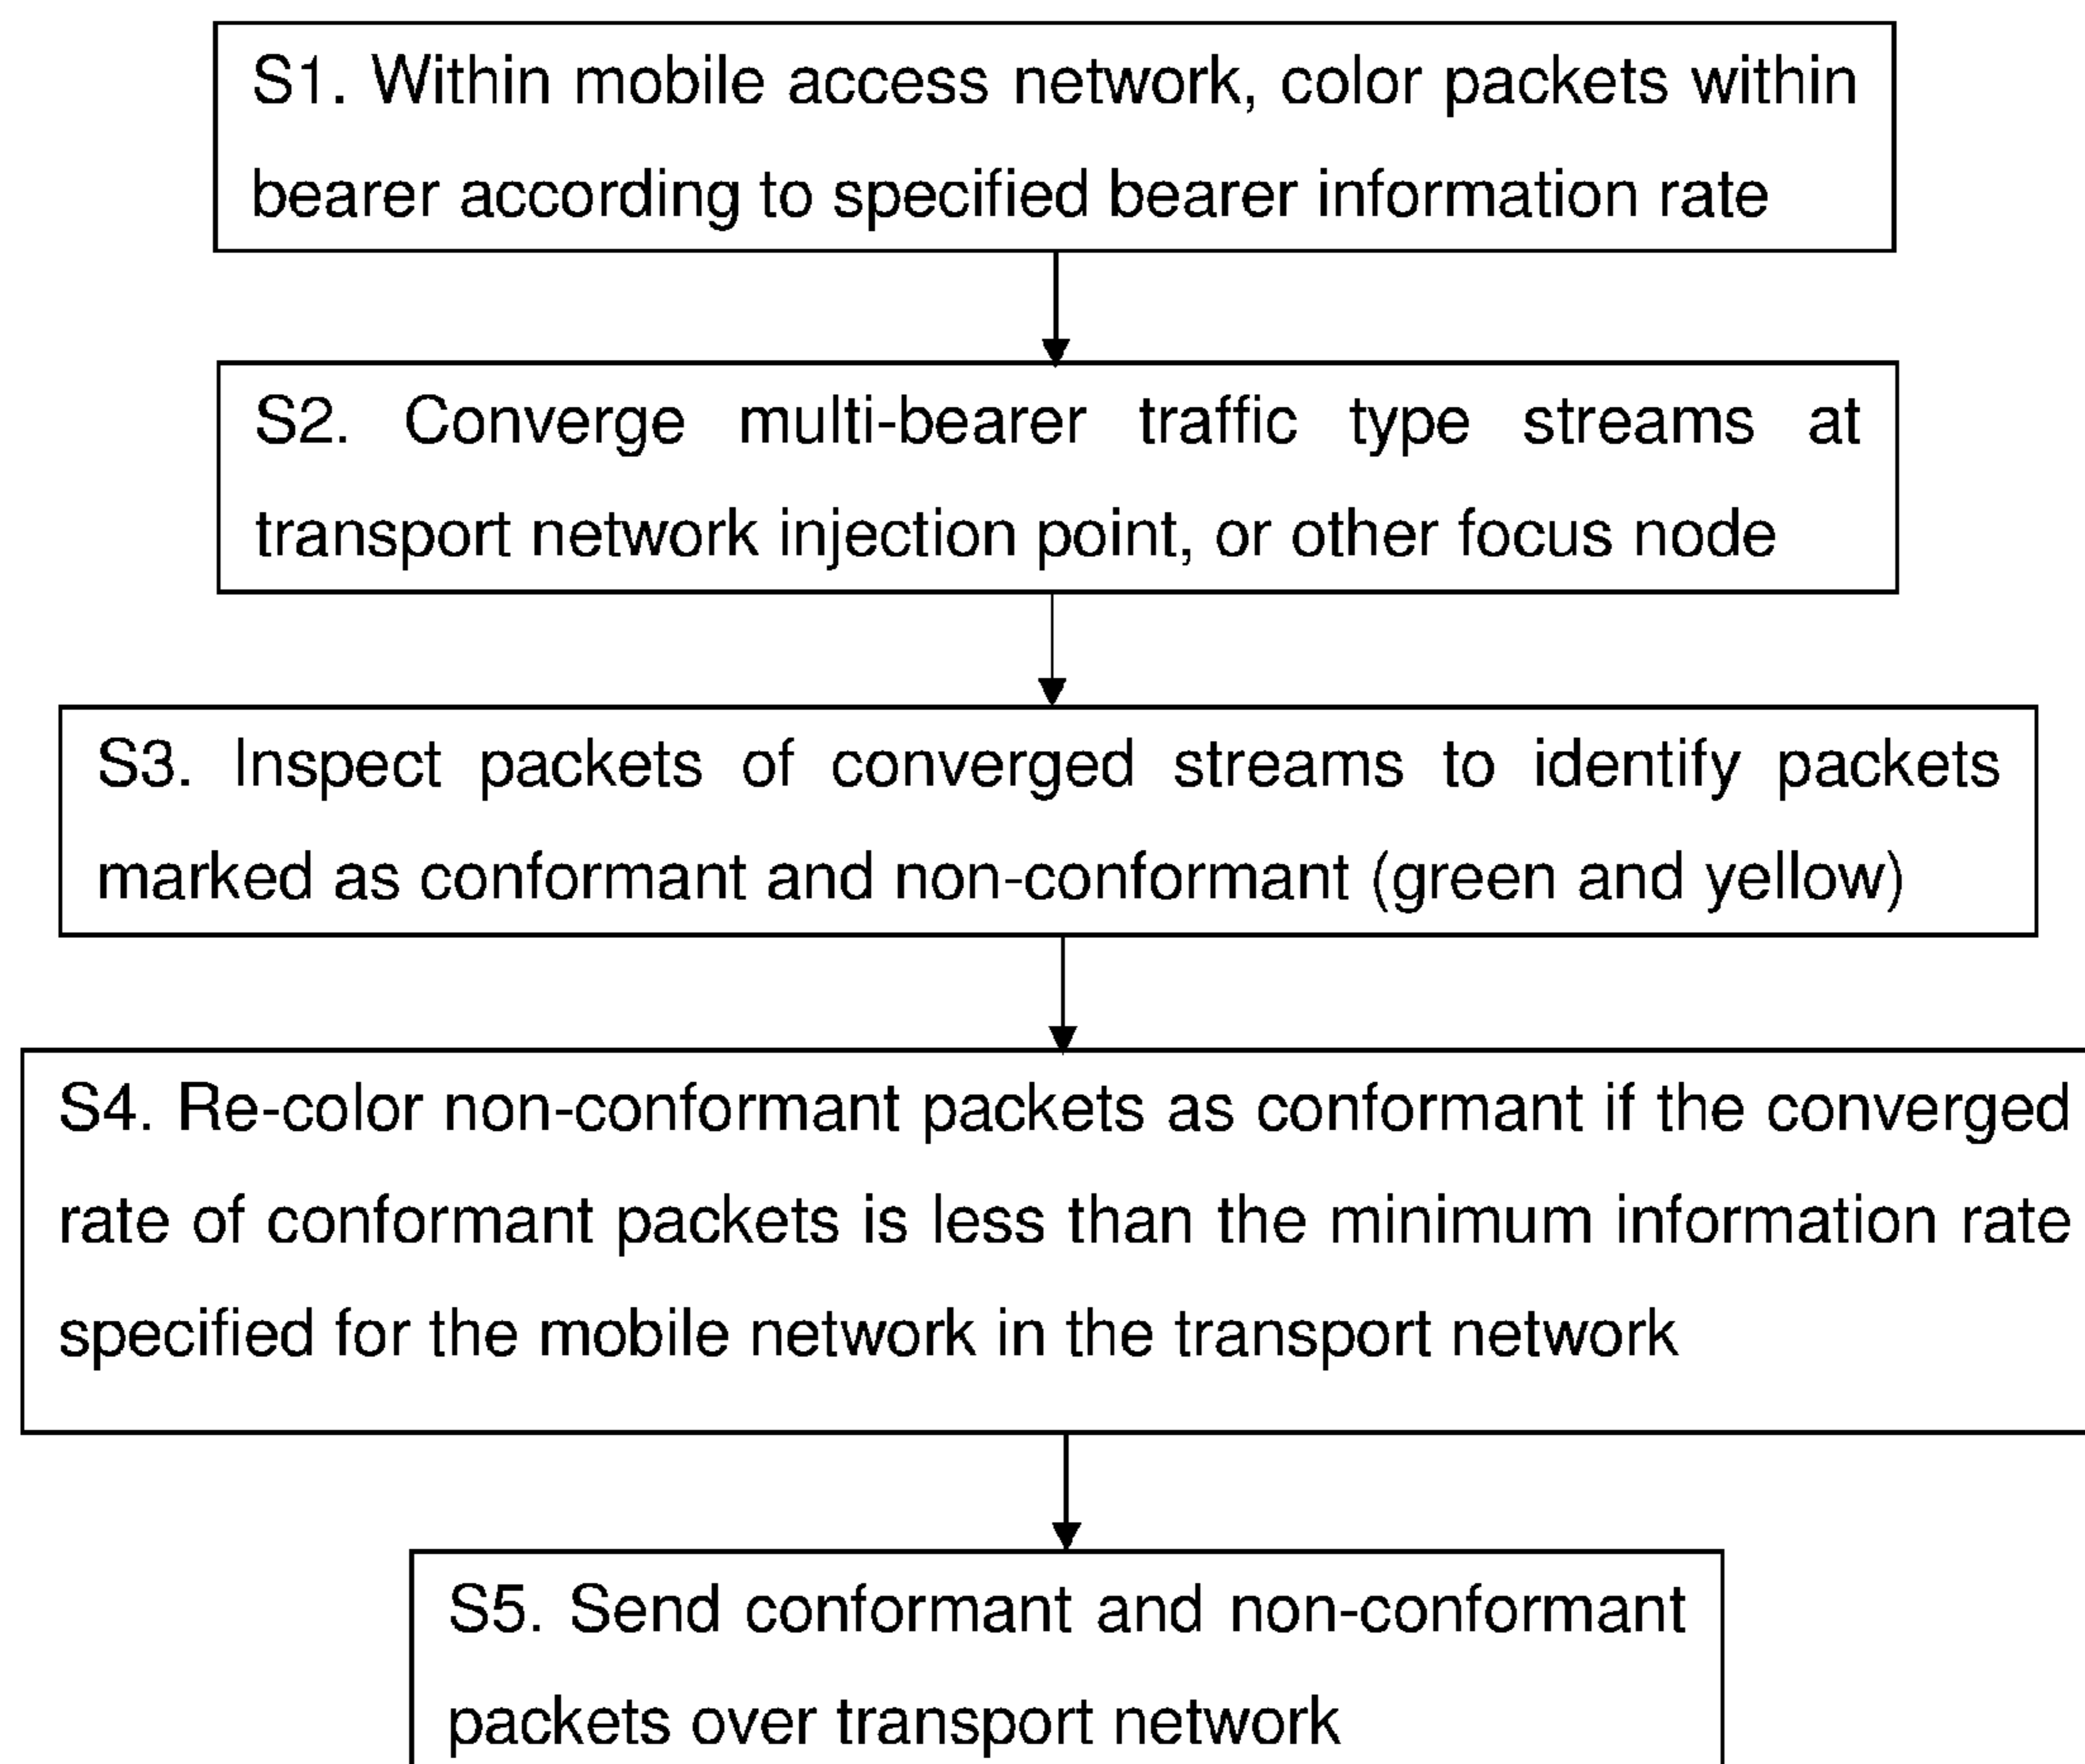 S1. Within mobile access network, color packets within
bearer according to specified bearer information rate
S2. Converge multi-bearer traffic type streams at
transport network injection point, or other focus node
S3. Inspect packets of converged streams to identify packets
marked as conformant and non-conformant (green and yellow)
S4. Re-color non-conformant packets as conformant if the converged
rate of conformant packets is less than the minimum information rate
specified for the mobile network in the transport network
S5. Send conformant and non-conformant
packets over transport network